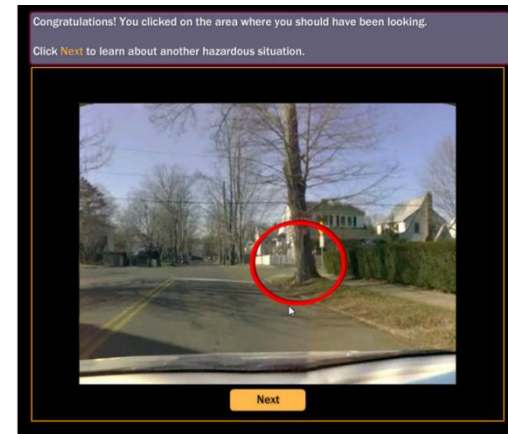 Congratulations! You clicked on the area where you should have been looking.
Click Next to learn about another hazardous situation.
Next